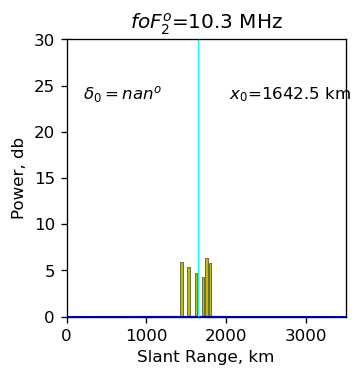 foF₂ᵒ=10.3 MHz
30
25
20
15
10
5
0
Power, db
δ₀ = nanᵒ
x₀=1642.5 km
0 1000 2000 3000
Slant Range, km